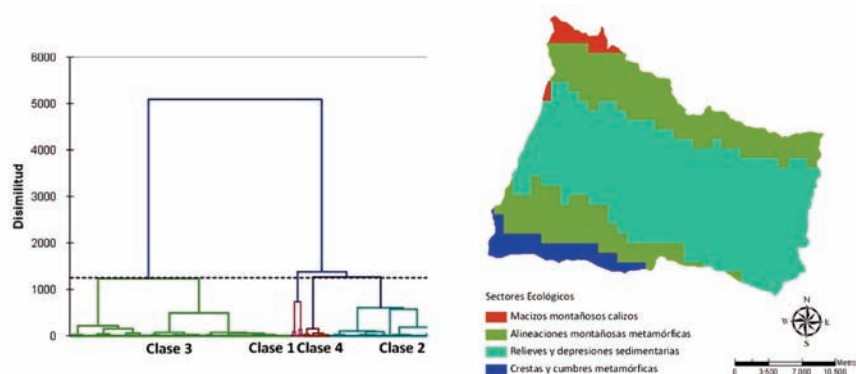 6000
5000
4000
3000
2000
1000
0
Disimilitud
Clase 3
Clase 1
Clase 4
Clase 2
Sectores Ecológicos
Macizos montañosos calizos
Alineaciones montañosas metamórficas
Relieves y depresiones sedimentarias
Crestas y cumbres metamórficas
N
W E
S
Metros
0 3.500 7.000 10.500